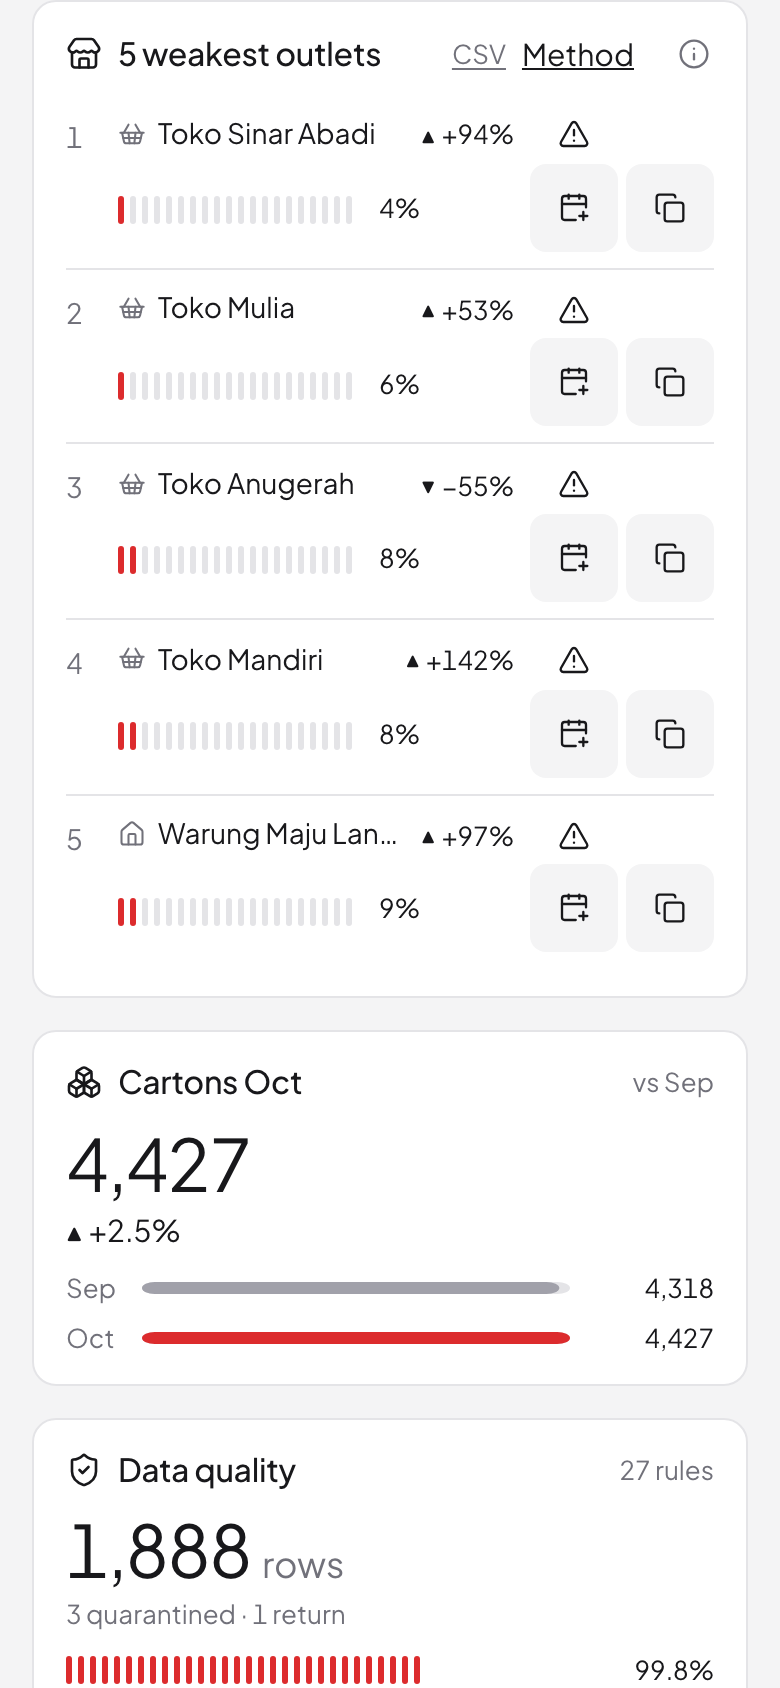 5 weakest outlets CSV Method
1 Toko Sinar Abadi ▲ +94%
4%
2 Toko Mulia ▲ +53%
6%
3 Toko Anugerah ▼ −55%
8%
4 Toko Mandiri ▲ +142%
8%
5 Warung Maju Lan... ▲ +97%
9%
Cartons Oct vs Sep
4,427
▲ +2.5%
Sep 4,318
Oct 4,427
Data quality 27 rules
1,888 rows
3 quarantined · 1 return
99.8%